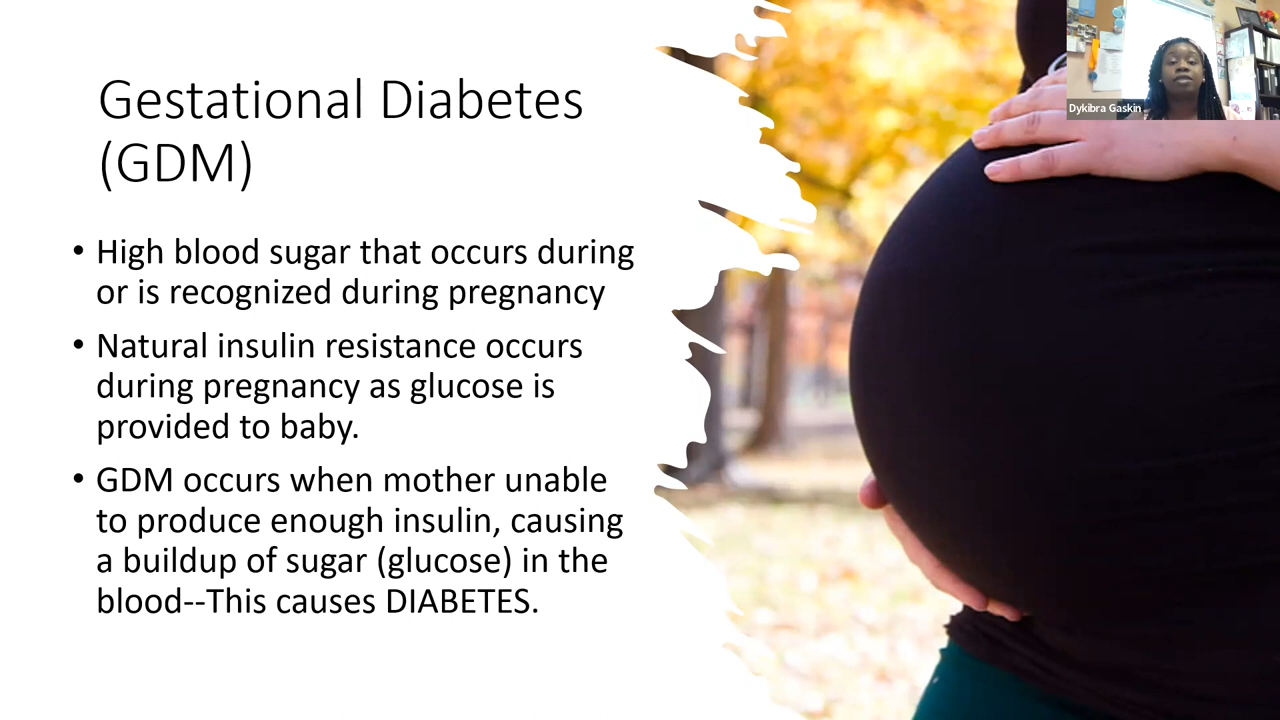 Gestational Diabetes
(GDM)
• High blood sugar that occurs during
or is recognized during pregnancy
• Natural insulin resistance occurs
during pregnancy as glucose is
provided to baby.
• GDM occurs when mother unable
to produce enough insulin, causing
a buildup of sugar (glucose) in the
blood--This causes DIABETES.
Dykibra Gaskin